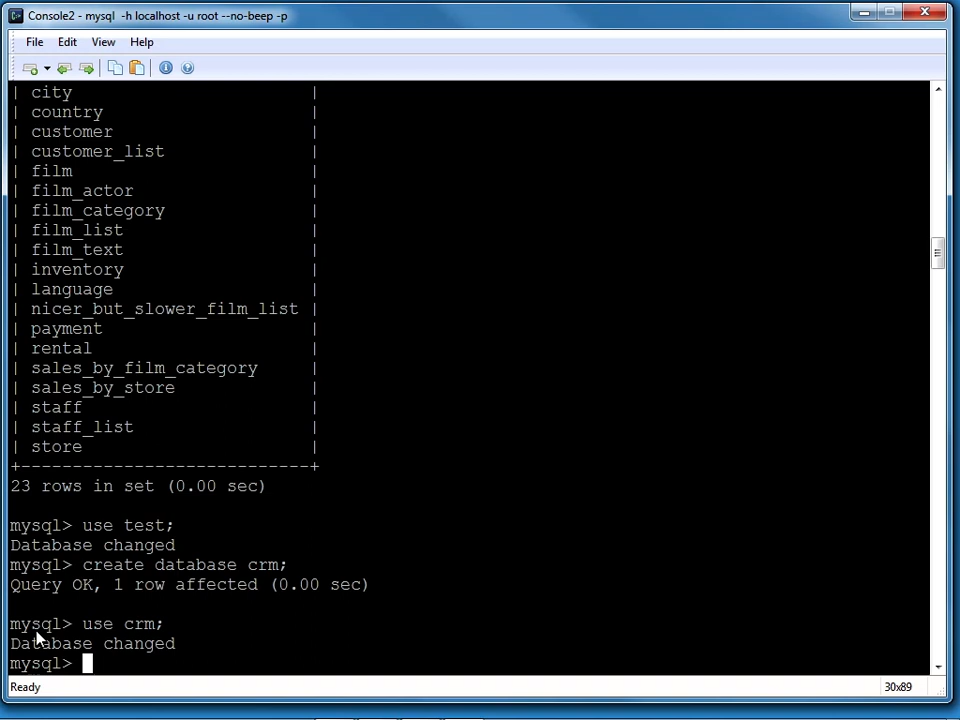 Console2 - mysql  -h localhost -u root --no-beep -p
File Edit View Help
| city                       |
| country                    |
| customer                   |
| customer_list              |
| film                       |
| film_actor                 |
| film_category              |
| film_list                  |
| film_text                  |
| inventory                  |
| language                   |
| nicer_but_slower_film_list |
| payment                    |
| rental                     |
| sales_by_film_category     |
| sales_by_store             |
| staff                      |
| staff_list                 |
| store                      |
+----------------------------+
23 rows in set (0.00 sec)
mysql> use test;
Database changed
mysql> create database crm;
Query OK, 1 row affected (0.00 sec)
mysql> use crm;
Database changed
mysql>
Ready 30x89